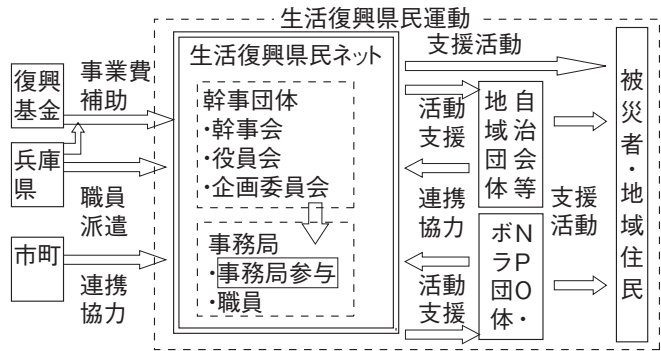 生活復興県民運動
生活復興県民ネット
幹事団体
・幹事会
・役員会
・企画委員会
事務局
・事務局参与
・職員
復興
基金
兵庫
県
市町
事業費
補助
職員
派遣
連携
協力
支援活動
活動
支援
連携
協力
活動
支援
自治会等
地域団体
NPO・
ボラ団体
支援
活動
被災者・地域住民